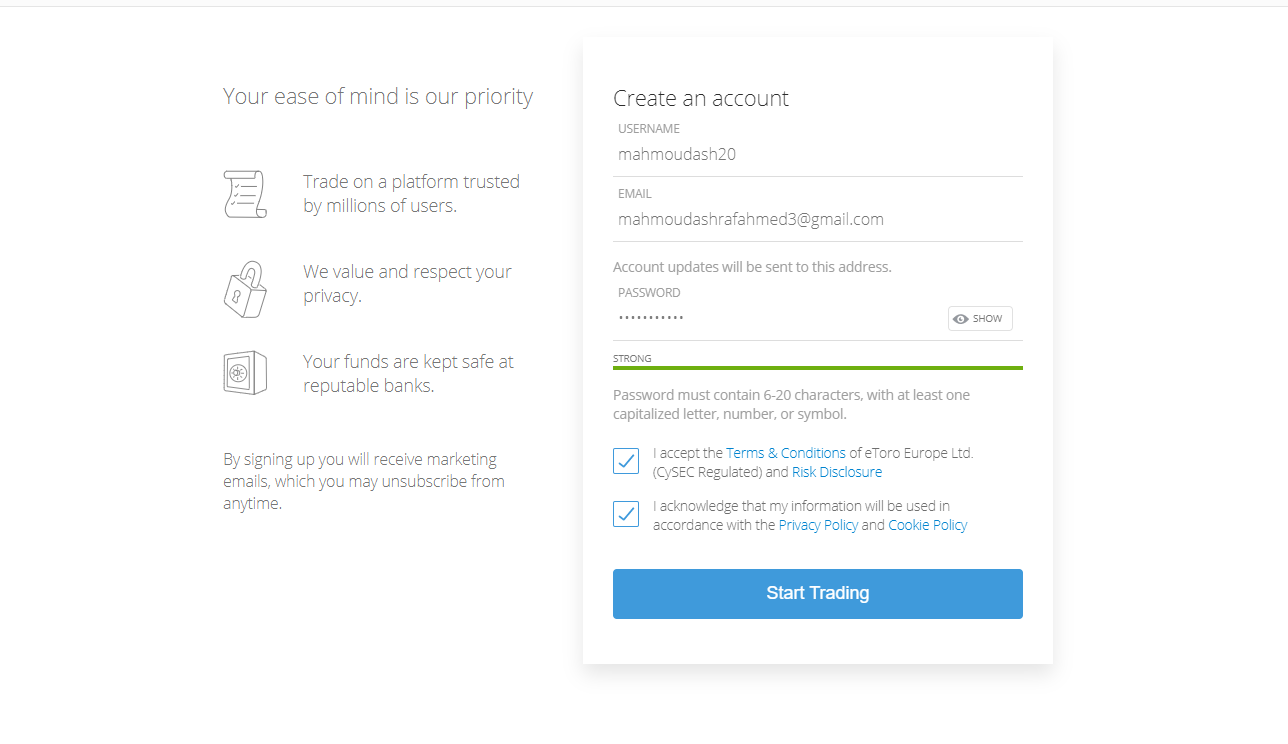 Your ease of mind is our priority
Trade on a platform trusted
by millions of users.
We value and respect your
privacy.
Your funds are kept safe at
reputable banks.
By signing up you will receive marketing
emails, which you may unsubscribe from
anytime.
Create an account
USERNAME
mahmoudash20
EMAIL
mahmoudashrafahmed3@gmail.com
Account updates will be sent to this address.
PASSWORD
•••••••••••
SHOW
STRONG
Password must contain 6-20 characters, with at least one
capitalized letter, number, or symbol.
I accept the Terms & Conditions of eToro Europe Ltd.
(CySEC Regulated) and Risk Disclosure
I acknowledge that my information will be used in
accordance with the Privacy Policy and Cookie Policy
Start Trading